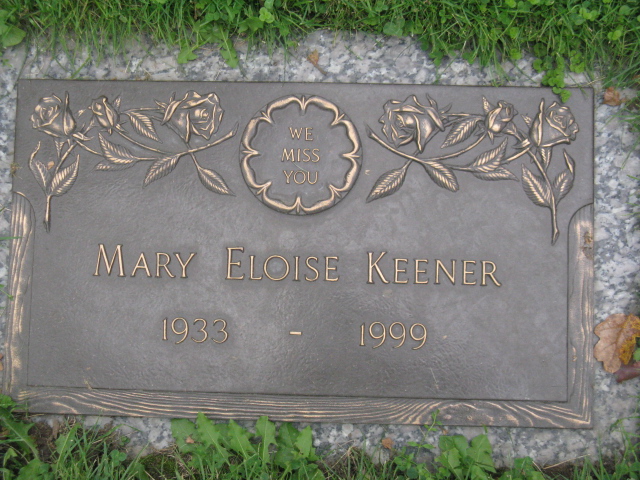 WE
MISS
YOU
MARY ELOISE KEENER
1933 - 1999